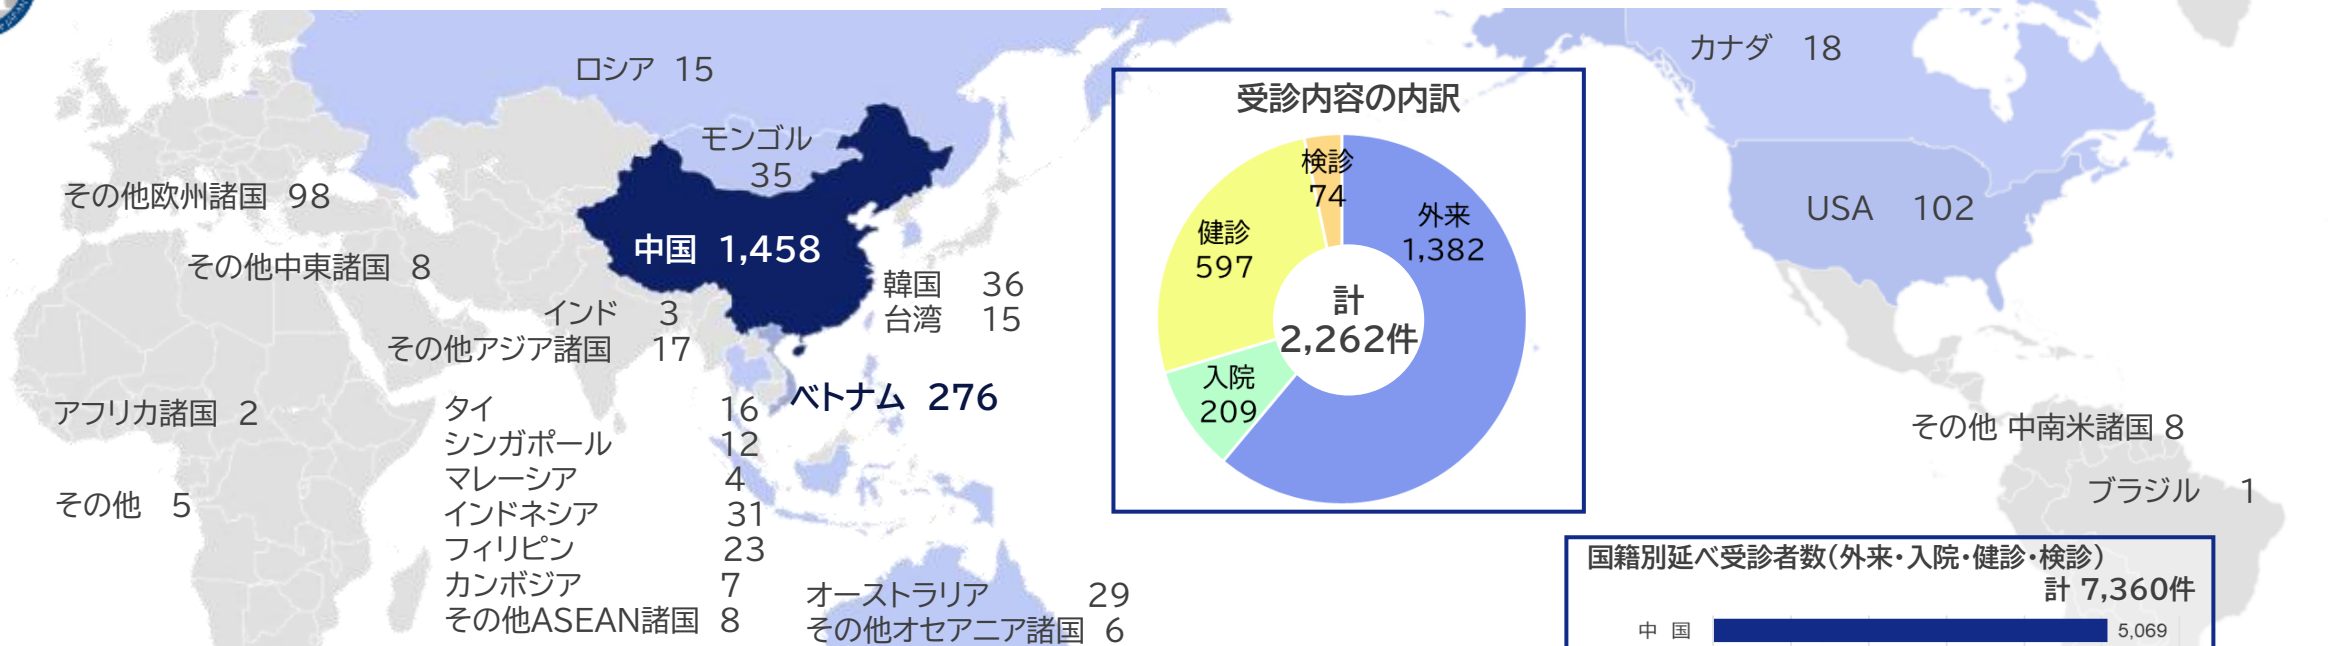 ロシア 15
カナダ 18
受診内容の内訳
モンゴル
35
検診
74
その他欧州諸国 98
USA 102
外来
1,382
健診
597
中国 1,458
その他中東諸国 8
韓国 36
台湾 15
計
2,262件
インド 3
その他アジア諸国 17
入院
209
ベトナム 276
アフリカ諸国 2
タイ 16
シンガポール 12
マレーシア 4
インドネシア 31
フィリピン 23
カンボジア 7
その他ASEAN諸国 8
その他 中南米諸国 8
ブラジル 1
その他 5
オーストラリア 29
その他オセアニア諸国 6
国籍別延べ受診者数(外来・入院・健診・検診)
計 7,360件
中 国 5,069